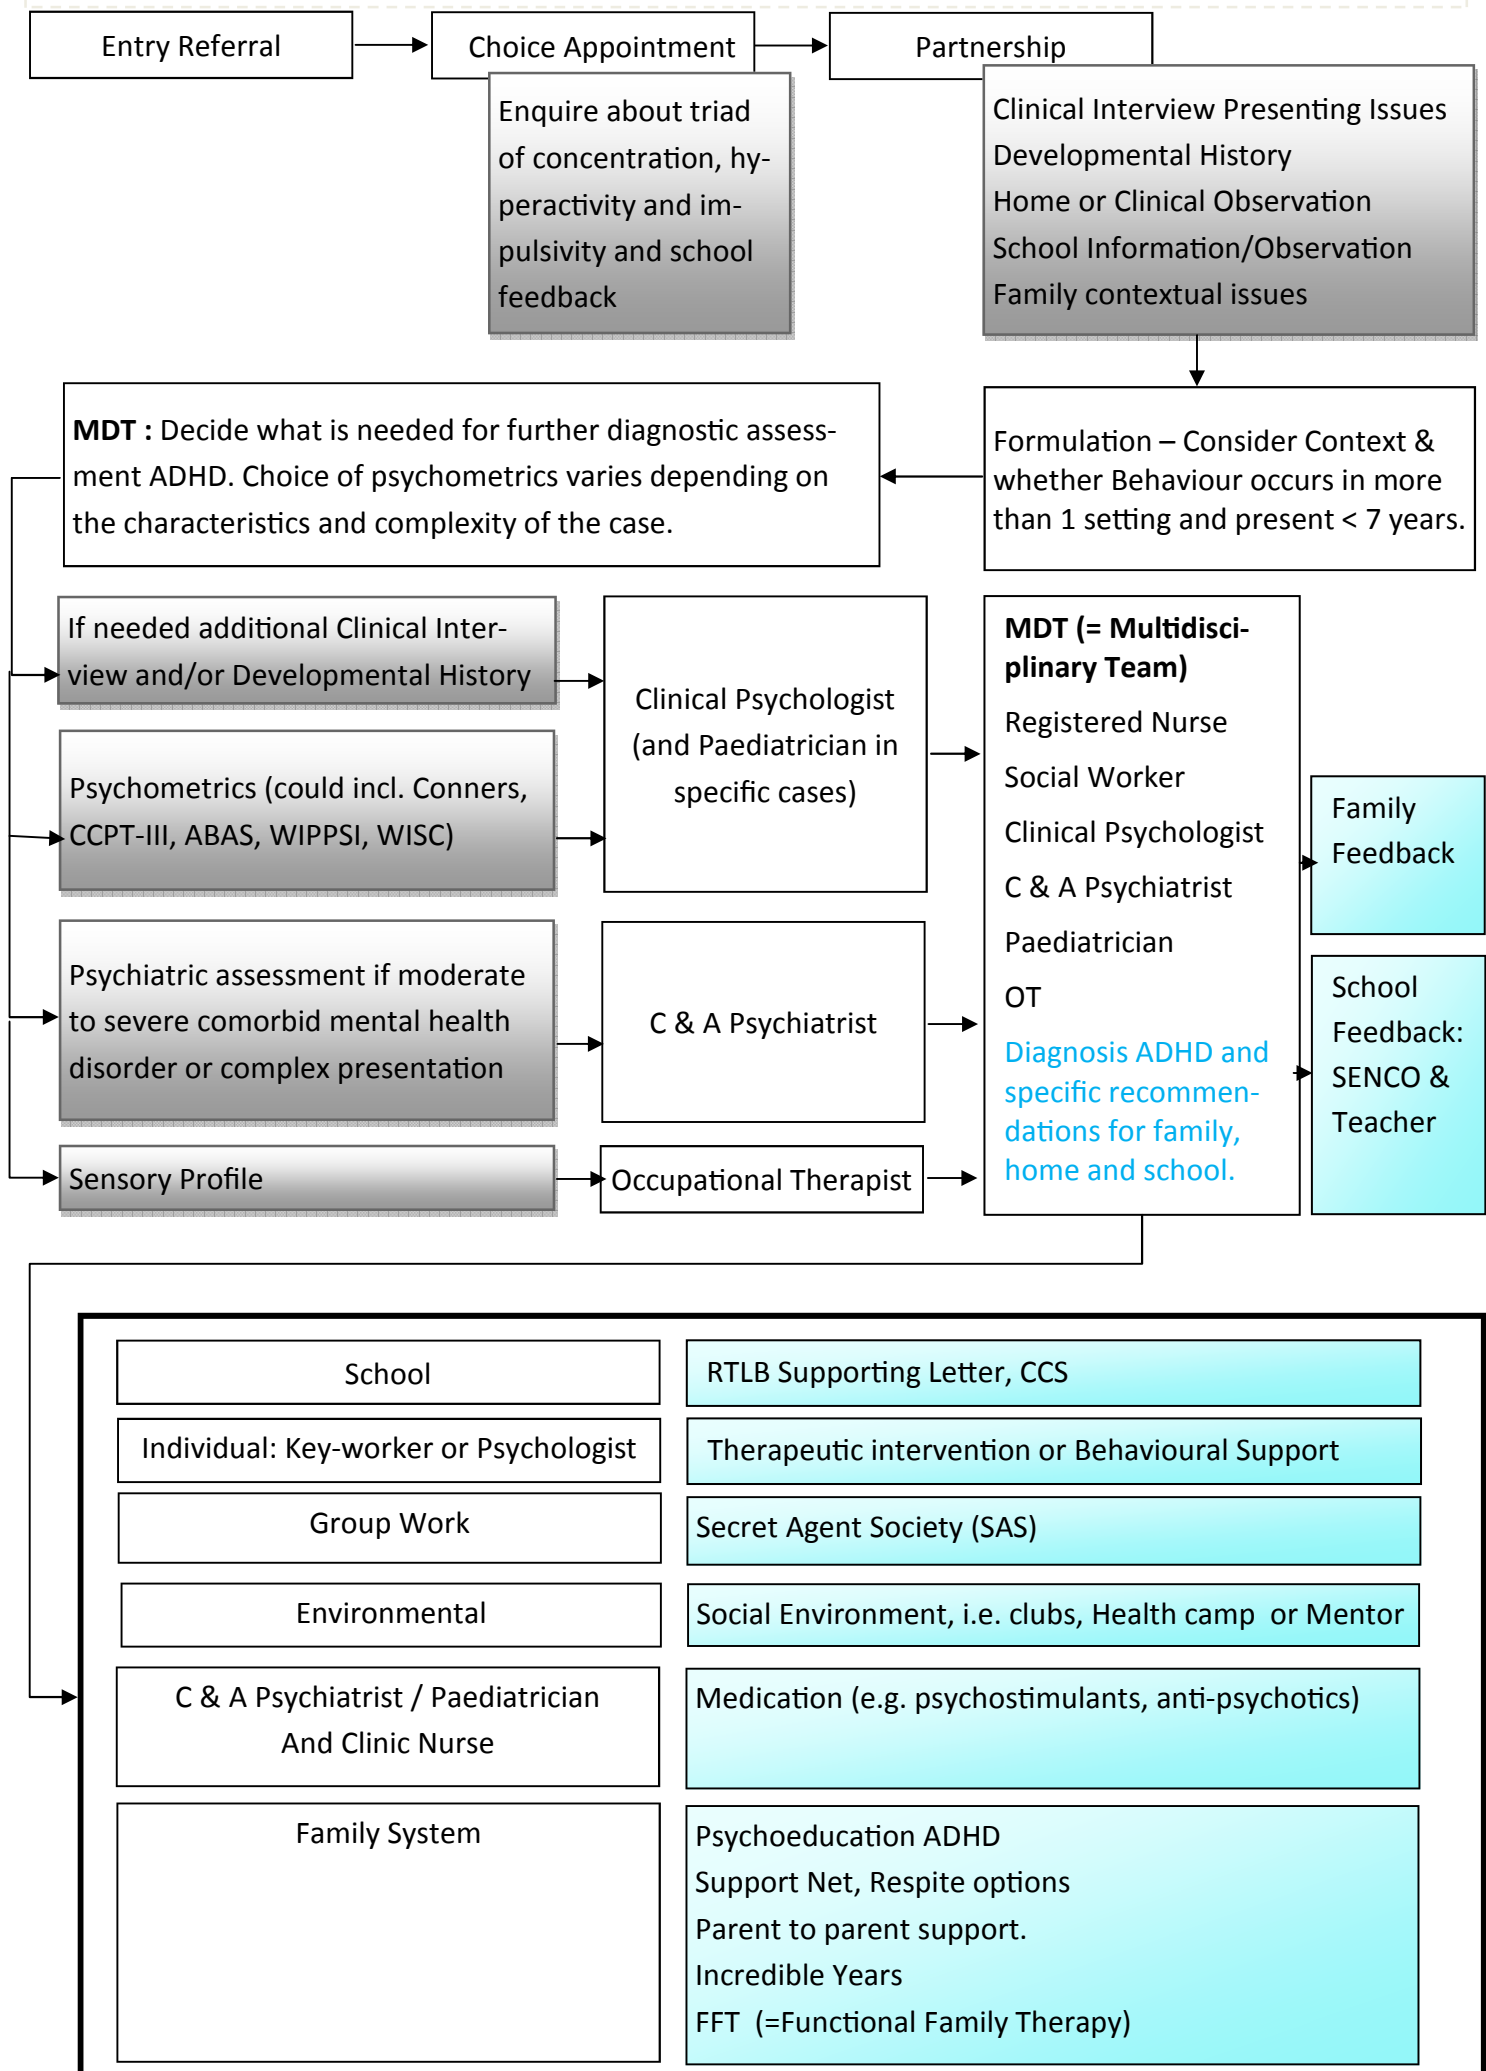 Entry Referral
Choice Appointment
Partnership
Enquire about triad
of concentration, hy-
peractivity and im-
pulsivity and school
feedback
Clinical Interview Presenting Issues
Developmental History
Home or Clinical Observation
School Information/Observation
Family contextual issues
MDT : Decide what is needed for further diagnostic assess-
ment ADHD. Choice of psychometrics varies depending on
the characteristics and complexity of the case.
Formulation – Consider Context &
whether Behaviour occurs in more
than 1 setting and present < 7 years.
If needed additional Clinical Inter-
view and/or Developmental History
Psychometrics (could incl. Conners,
CCPT-III, ABAS, WIPPSI, WISC)
Psychiatric assessment if moderate
to severe comorbid mental health
disorder or complex presentation
Sensory Profile
Clinical Psychologist
(and Paediatrician in
specific cases)
C & A Psychiatrist
Occupational Therapist
MDT (= Multidisci-
plinary Team)
Registered Nurse
Social Worker
Clinical Psychologist
C & A Psychiatrist
Paediatrician
OT
Diagnosis ADHD and
specific recommen-
dations for family,
home and school.
Family
Feedback
School
Feedback:
SENCO &
Teacher
School
RTLB Supporting Letter, CCS
Individual: Key-worker or Psychologist
Therapeutic intervention or Behavioural Support
Group Work
Secret Agent Society (SAS)
Environmental
Social Environment, i.e. clubs, Health camp or Mentor
C & A Psychiatrist / Paediatrician
And Clinic Nurse
Medication (e.g. psychostimulants, anti-psychotics)
Family System
Psychoeducation ADHD
Support Net, Respite options
Parent to parent support.
Incredible Years
FFT (=Functional Family Therapy)